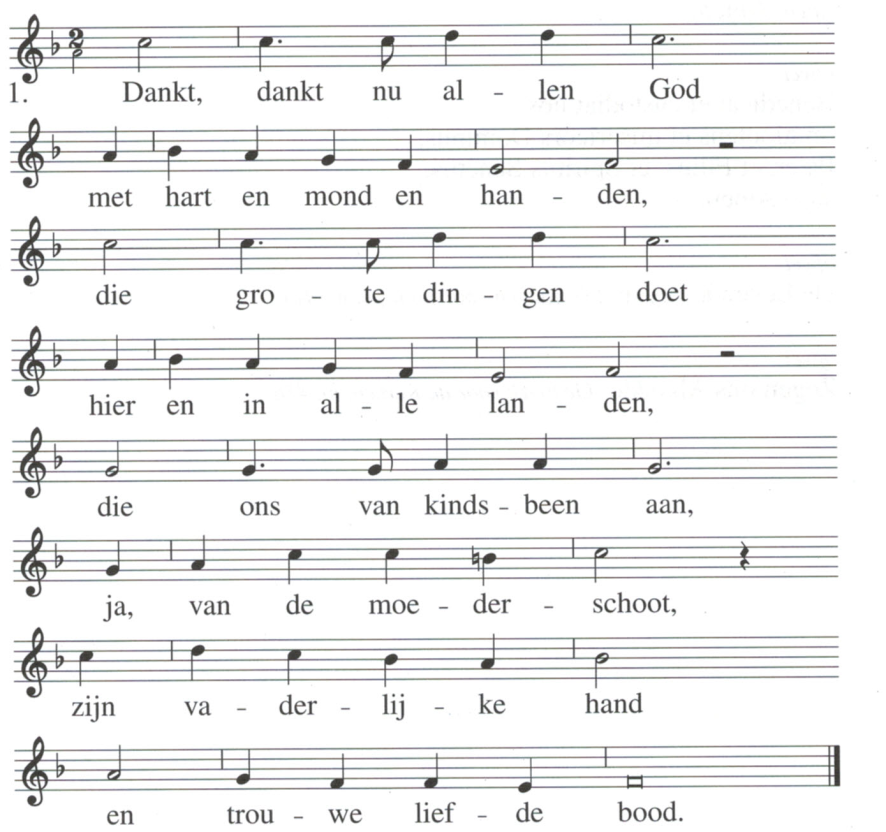 1. Dankt, dankt nu al – len God
met hart en mond en han – den,
die gro – te din – gen doet
hier en in al – le lan – den,
die ons van kinds – been aan,
ja, van de moe – der – schoot,
zijn va – der – lij – ke hand
en trou – we lief – de bood.